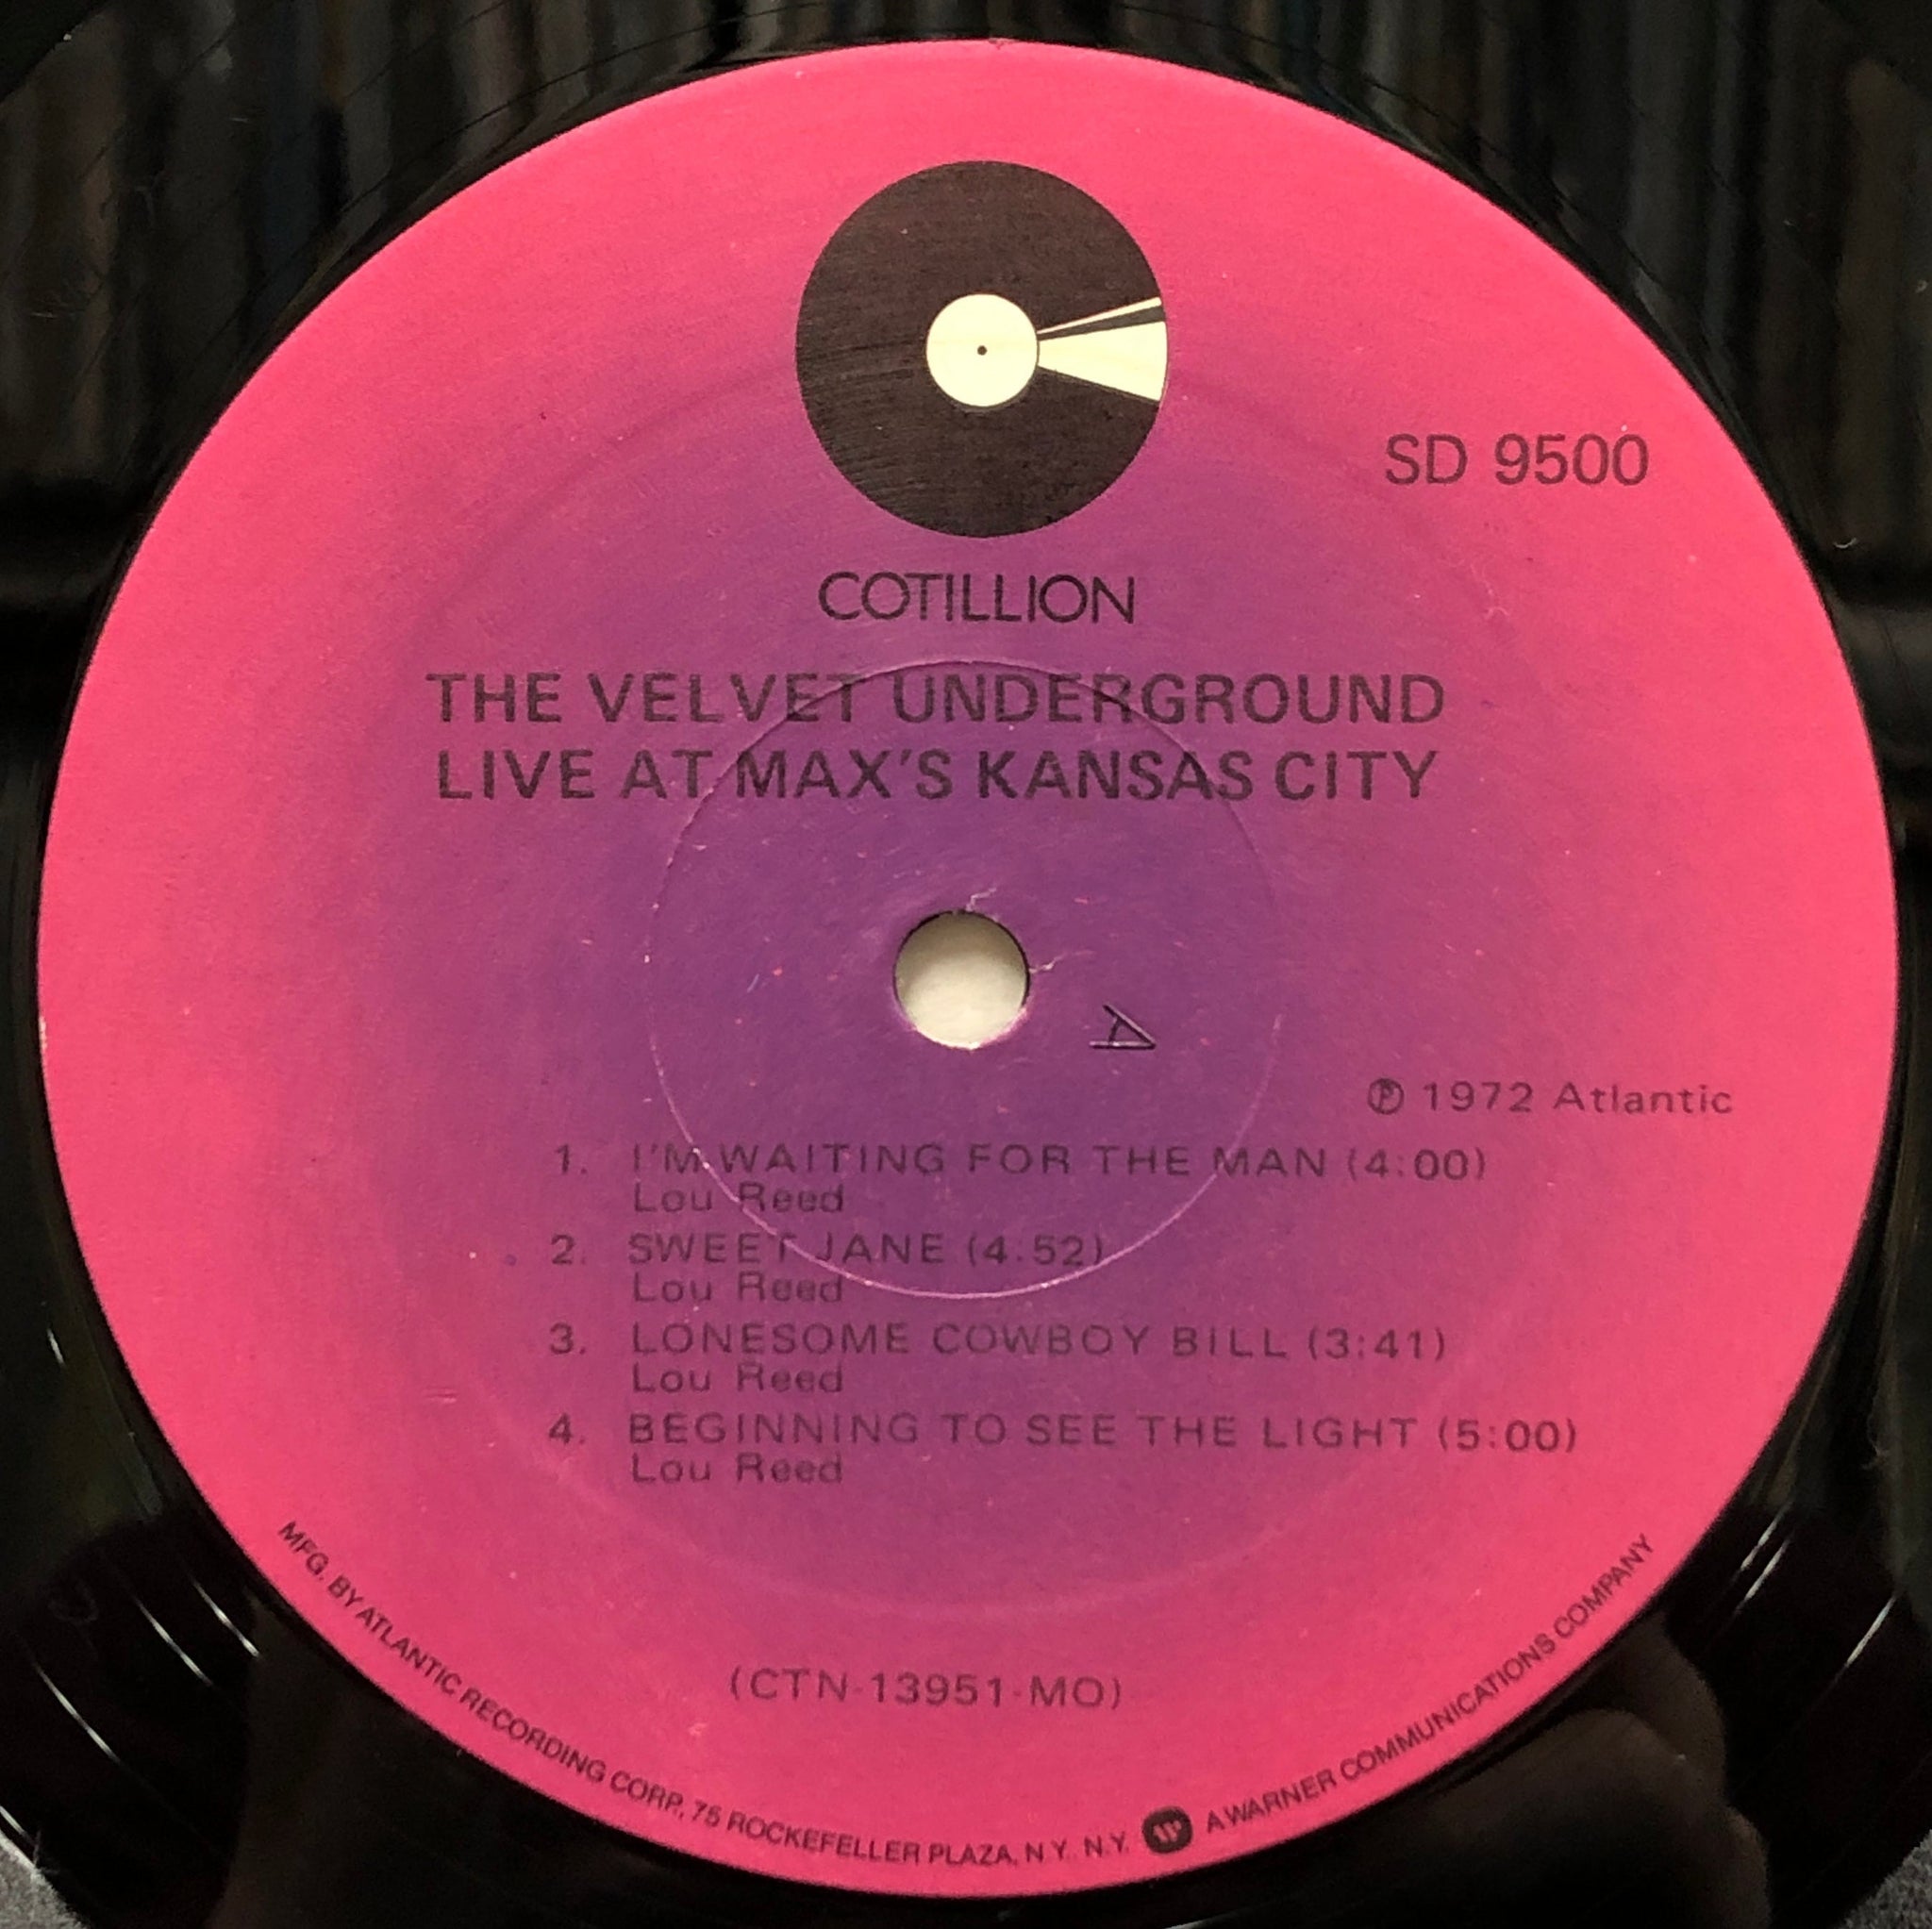 SD 9500
COTILLION
THE VELVET UNDERGROUND
LIVE AT MAX'S KANSAS CITY
A
℗ 1972 Atlantic
1. I'M WAITING FOR THE MAN (4:00)
Lou Reed
2. SWEET JANE (4:52)
Lou Reed
3. LONESOME COWBOY BILL (3:41)
Lou Reed
4. BEGINNING TO SEE THE LIGHT (5:00)
Lou Reed
(CTN-13951-MO)
MFG. BY ATLANTIC RECORDING CORP., 75 ROCKEFELLER PLAZA, N.Y. N.Y. W A WARNER COMMUNICATIONS COMPANY